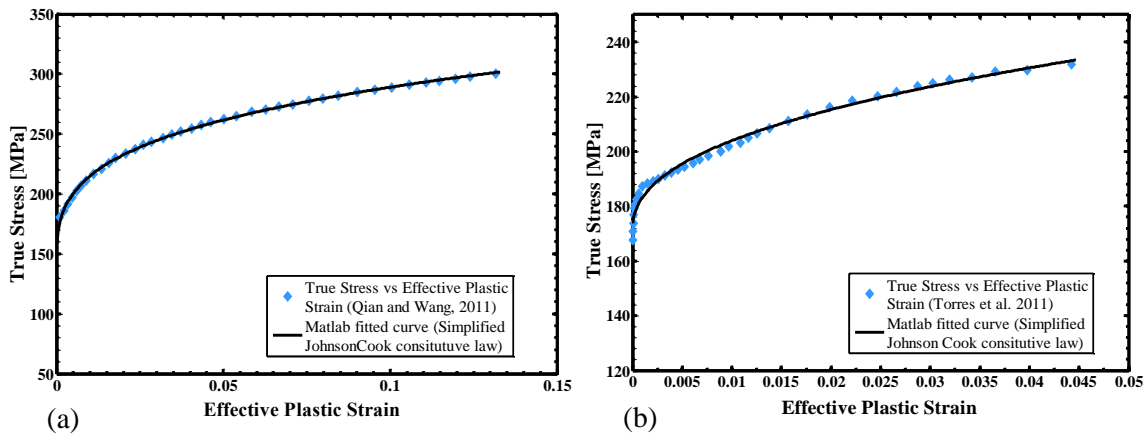 350
300
250
200
150
100
50
0
0.05
0.1
0.15
True Stress [MPa]
Effective Plastic Strain
True Stress vs Effective Plastic
Strain (Qian and Wang, 2011)
Matlab fitted curve (Simplified
JohnsonCook consitutuve law)
(a)
240
220
200
180
160
140
120
0
0.005
0.01
0.015
0.02
0.025
0.03
0.035
0.04
0.045
0.05
True Stress [MPa]
Effective Plastic Strain
True Stress vs Effective Plastic
Strain (Torres et al. 2011)
Matlab fitted curve (Simplified
Johnson Cook consitutive law)
(b)